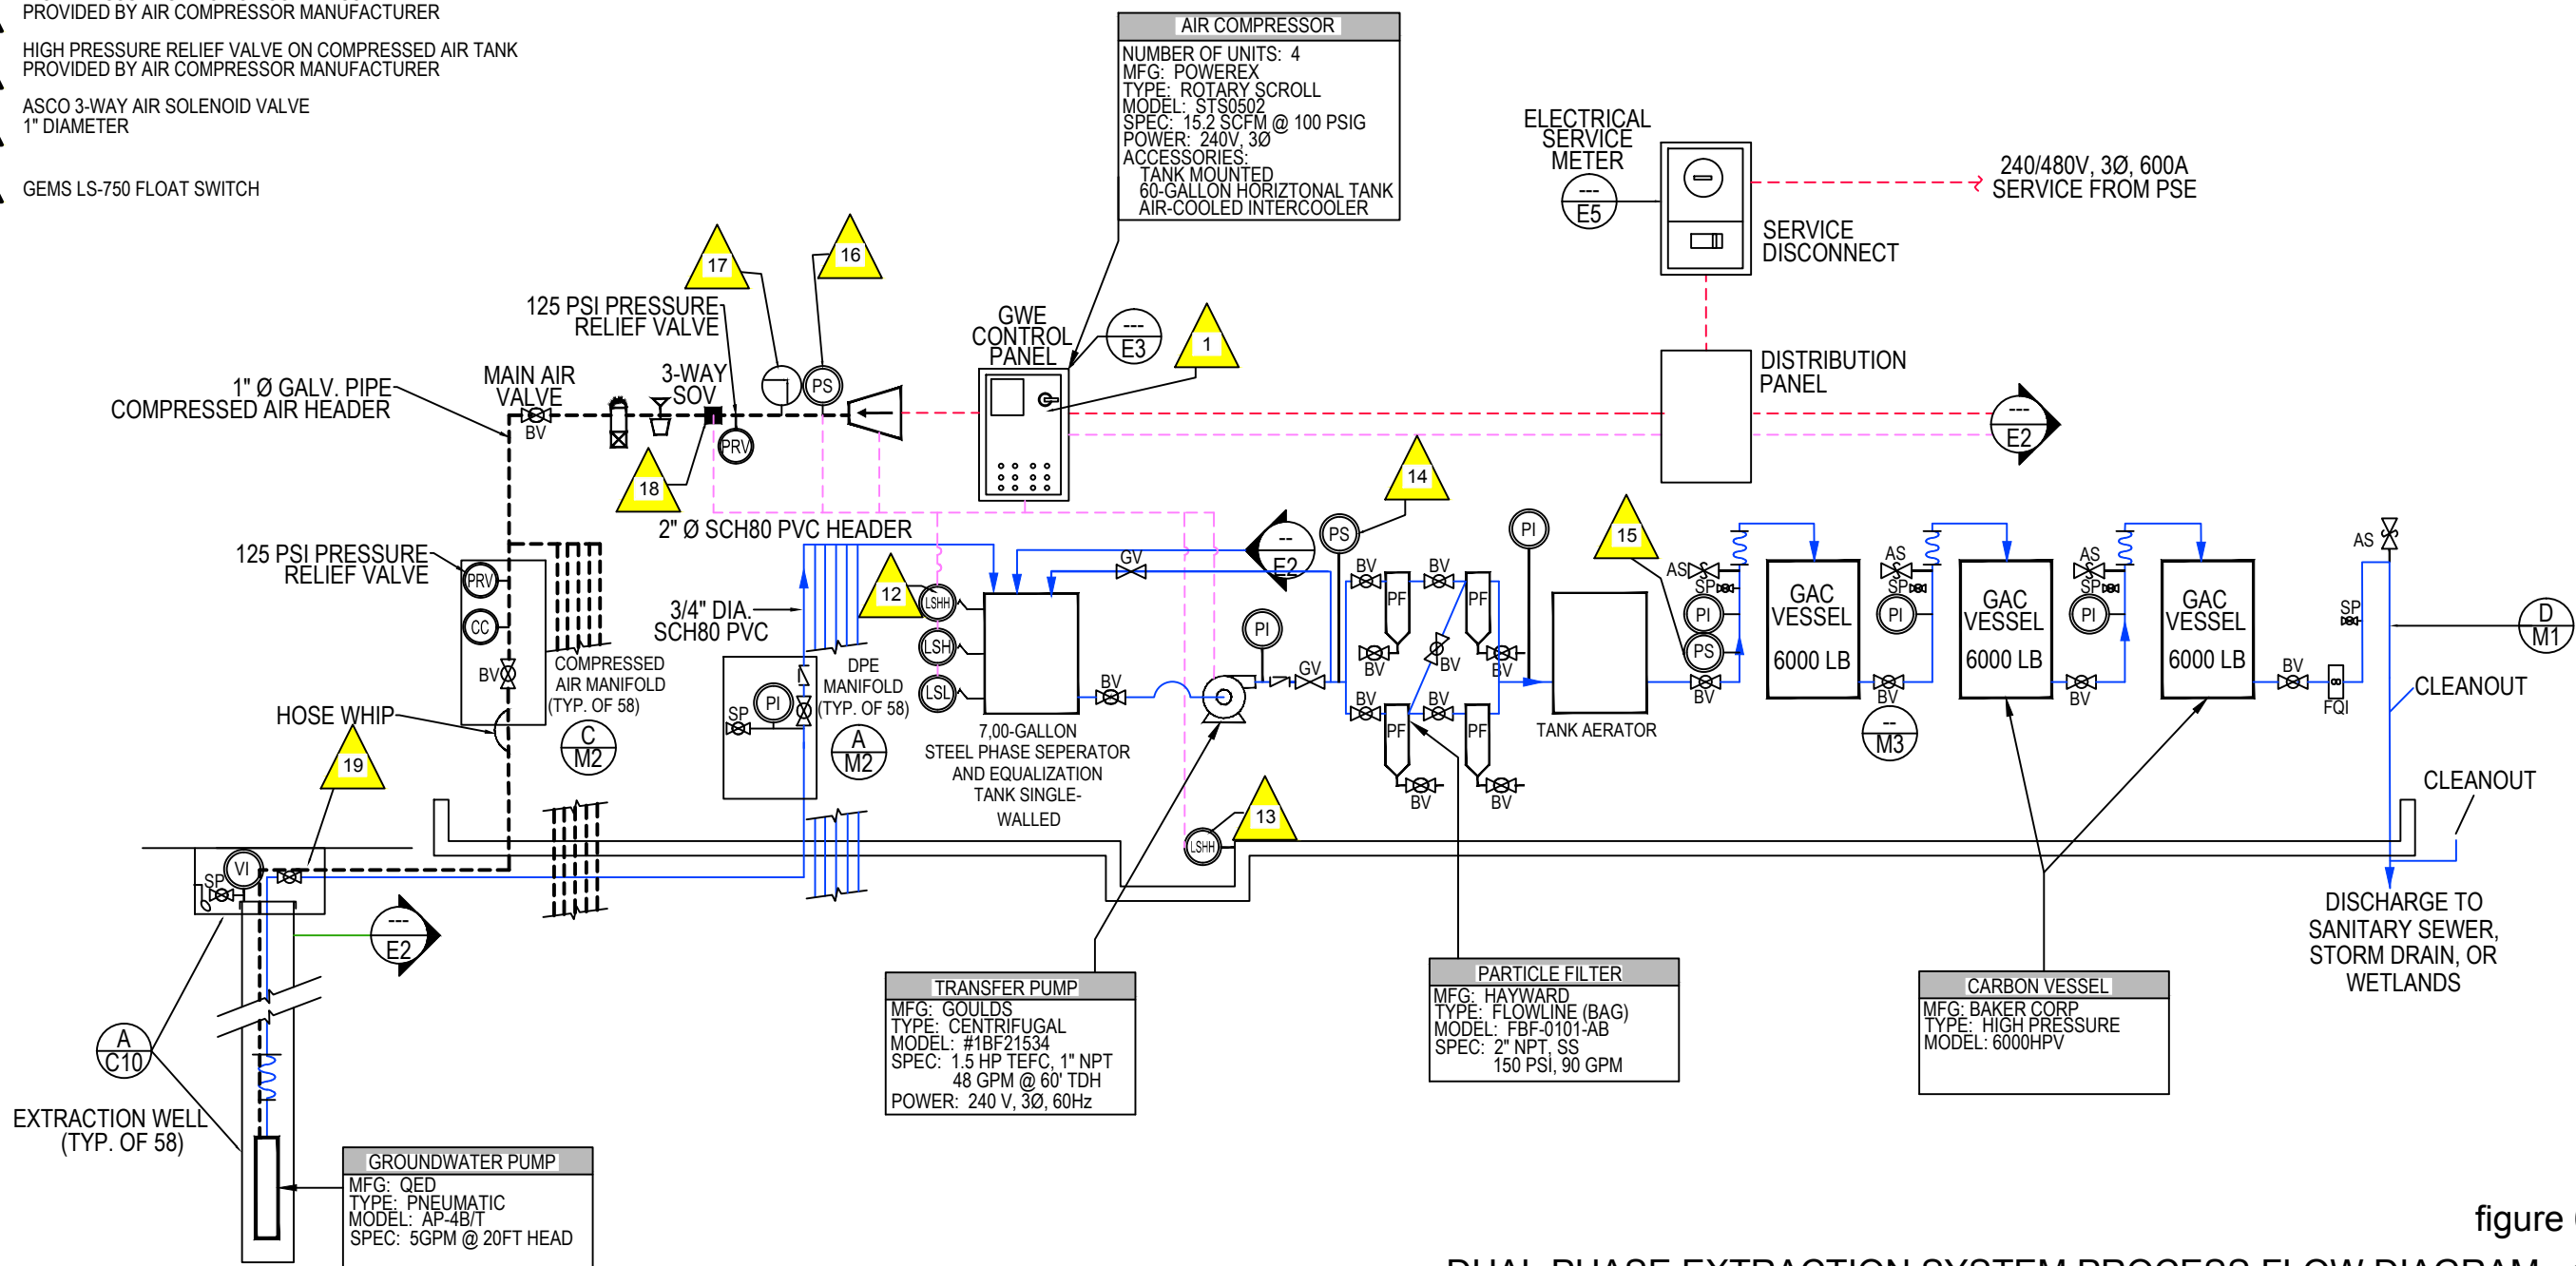 PROVIDED BY AIR COMPRESSOR MANUFACTURER
HIGH PRESSURE RELIEF VALVE ON COMPRESSED AIR TANK
PROVIDED BY AIR COMPRESSOR MANUFACTURER
ASCO 3-WAY AIR SOLENOID VALVE
1" DIAMETER
GEMS LS-750 FLOAT SWITCH
AIR COMPRESSOR
NUMBER OF UNITS: 4
MFG: POWEREX
TYPE: ROTARY SCROLL
MODEL: STS0502
SPEC: 15.2 SCFM @ 100 PSIG
POWER: 240V, 3Ø
ACCESSORIES:
TANK MOUNTED
60-GALLON HORIZTONAL TANK
AIR-COOLED INTERCOOLER
ELECTRICAL
SERVICE
METER
---
E5
240/480V, 3Ø, 600A
SERVICE FROM PSE
SERVICE
DISCONNECT
DISTRIBUTION
PANEL
---
E2
17
16
125 PSI PRESSURE
RELIEF VALVE
GWE
CONTROL
PANEL
---
E3
1
1" Ø GALV. PIPE
COMPRESSED AIR HEADER
MAIN AIR
VALVE
BV
3-WAY
SOV
PS
PRV
18
2" Ø SCH80 PVC HEADER
125 PSI PRESSURE
RELIEF VALVE
PRV
CC
BV
COMPRESSED
AIR MANIFOLD
(TYP. OF 58)
C
M2
HOSE WHIP
19
3/4" DIA.
SCH80 PVC
DPE
MANIFOLD
(TYP. OF 58)
PI
SP
A
M2
12
LSHH
LSH
LSL
7,00-GALLON
STEEL PHASE SEPERATOR
AND EQUALIZATION
TANK SINGLE-
WALLED
--
E2
GV
BV
PI
GV
14
PS
BV
BV
PF
PF
BV
BV
BV
BV
BV
PF
PF
BV
BV
PI
TANK AERATOR
15
AS
SP
PI
PS
BV
GAC
VESSEL
6000 LB
AS
SP
PI
BV
--
M3
GAC
VESSEL
6000 LB
AS
SP
PI
BV
GAC
VESSEL
6000 LB
BV
FQI
SP
AS
D
M1
CLEANOUT
CLEANOUT
DISCHARGE TO
SANITARY SEWER,
STORM DRAIN, OR
WETLANDS
13
LSHH
VI
SP
---
E2
A
C10
EXTRACTION WELL
(TYP. OF 58)
GROUNDWATER PUMP
MFG: QED
TYPE: PNEUMATIC
MODEL: AP-4B/T
SPEC: 5GPM @ 20FT HEAD
TRANSFER PUMP
MFG: GOULDS
TYPE: CENTRIFUGAL
MODEL: #1BF21534
SPEC: 1.5 HP TEFC, 1" NPT
48 GPM @ 60' TDH
POWER: 240 V, 3Ø, 60Hz
PARTICLE FILTER
MFG: HAYWARD
TYPE: FLOWLINE (BAG)
MODEL: FBF-0101-AB
SPEC: 2" NPT, SS
150 PSI, 90 GPM
CARBON VESSEL
MFG: BAKER CORP
TYPE: HIGH PRESSURE
MODEL: 6000HPV
figure
DUAL PHASE EXTRACTION SYSTEM PROCESS FLOW DIAGRAM